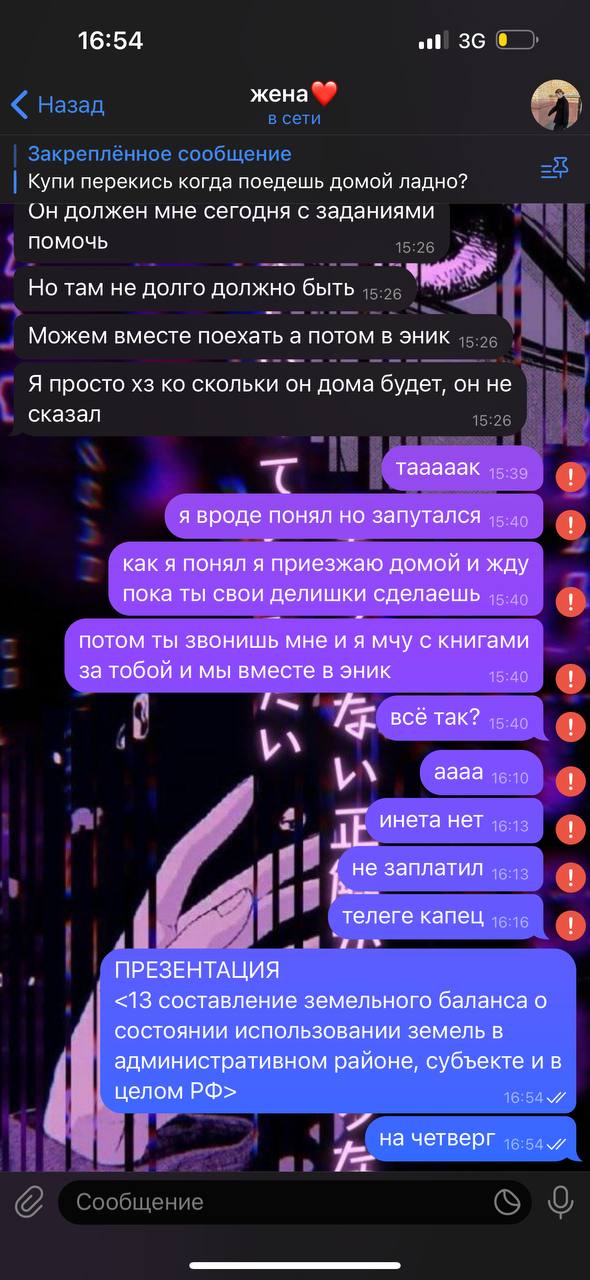 16:54
3G
Назад
жена❤️
в сети
Закреплённое сообщение
Купи перекись когда поедешь домой ладно?
Он должен мне сегодня с заданиями
помочь 15:26
Но там не долго должно быть 15:26
Можем вместе поехать а потом в эник 15:26
Я просто хз ко скольки он дома будет, он не
сказал 15:26
тааааак 15:39
я вроде понял но запутался 15:40
как я понял я приезжаю домой и жду
пока ты свои делишки сделаешь 15:40
потом ты звонишь мне и я мчу с книгами
за тобой и мы вместе в эник 15:40
всё так? 15:40
аааа 16:10
инета нет 16:13
не заплатил 16:13
телеге капец 16:16
ПРЕЗЕНТАЦИЯ
<13 составление земельного баланса о
состоянии использовании земель в
административном районе, субъекте и в
целом РФ> 16:54
на четверг 16:54
Сообщение